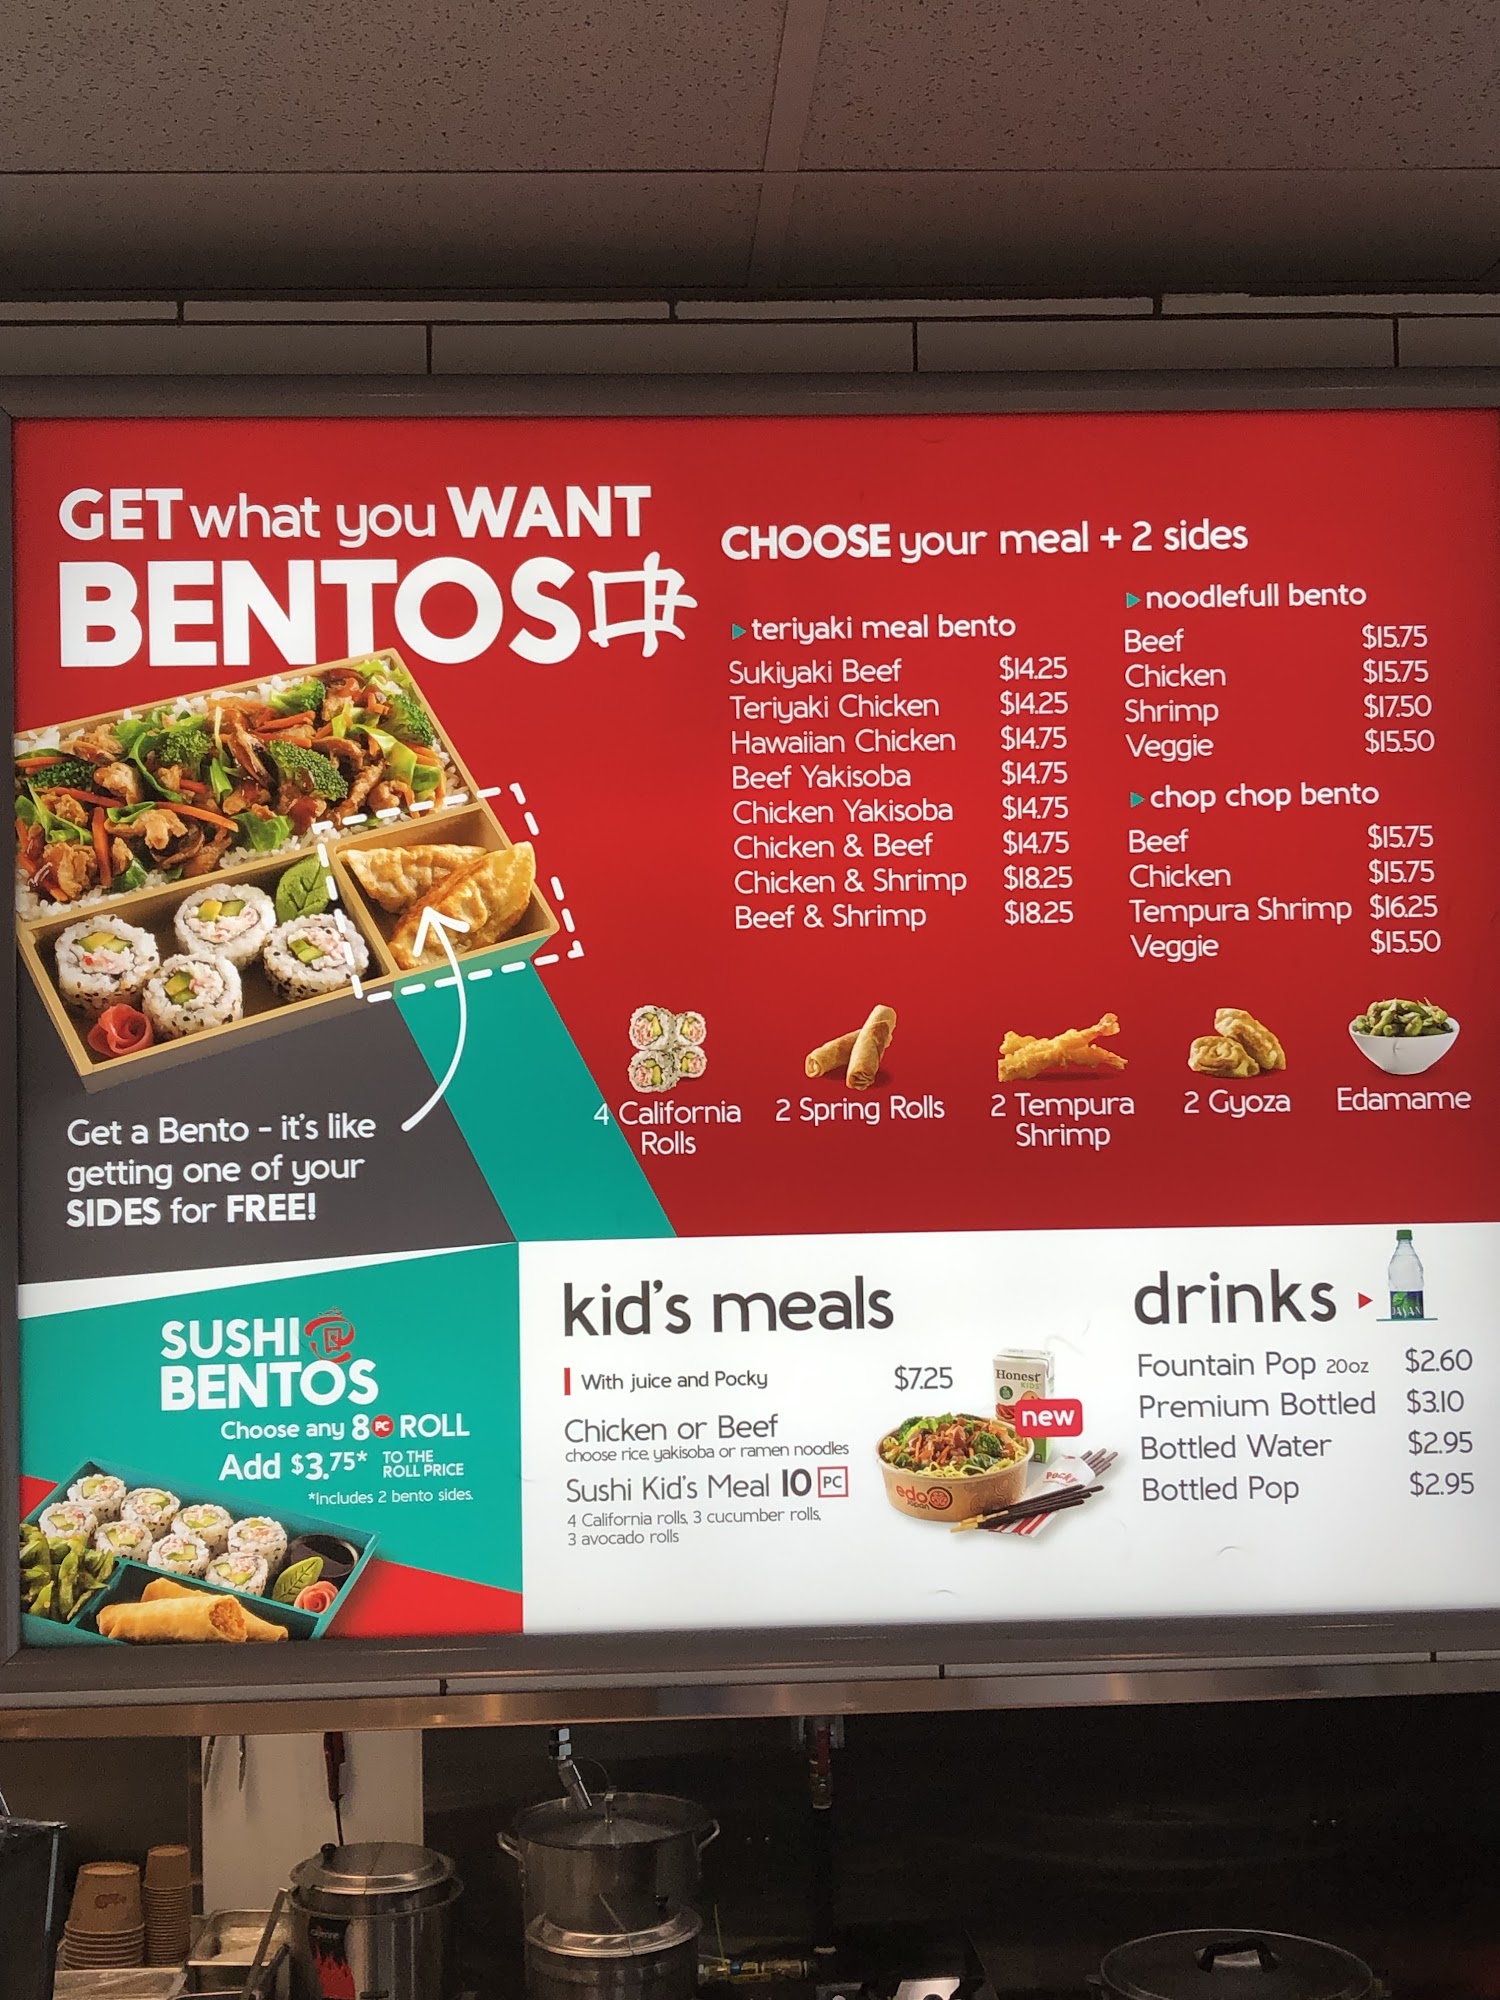 GET what you WANT
BENTOS
CHOOSE your meal + 2 sides
teriyaki meal bento
Sukiyaki Beef $14.25
Teriyaki Chicken $14.25
Hawaiian Chicken $14.75
Beef Yakisoba $14.75
Chicken Yakisoba $14.75
Chicken & Beef $14.75
Chicken & Shrimp $18.25
Beef & Shrimp $18.25
noodlefull bento
Beef $15.75
Chicken $15.75
Shrimp $17.50
Veggie $15.50
chop chop bento
Beef $15.75
Chicken $15.75
Tempura Shrimp $16.25
Veggie $15.50
4 California
Rolls
2 Spring Rolls
2 Tempura
Shrimp
2 Gyoza
Edamame
Get a Bento - it's like
getting one of your
SIDES for FREE!
SUSHI
BENTOS
Choose any 8 PC ROLL
Add $3.75* TO THE
ROLL PRICE
*Includes 2 bento sides.
kid's meals
With juice and Pocky $7.25
Chicken or Beef
choose rice, yakisoba or ramen noodles
Sushi Kid's Meal 10 PC
4 California rolls, 3 cucumber rolls,
3 avocado rolls
Honest
KIDS
new
edo
Japan
Pocky
drinks
DASANI
Fountain Pop 20oz $2.60
Premium Bottled $3.10
Bottled Water $2.95
Bottled Pop $2.95